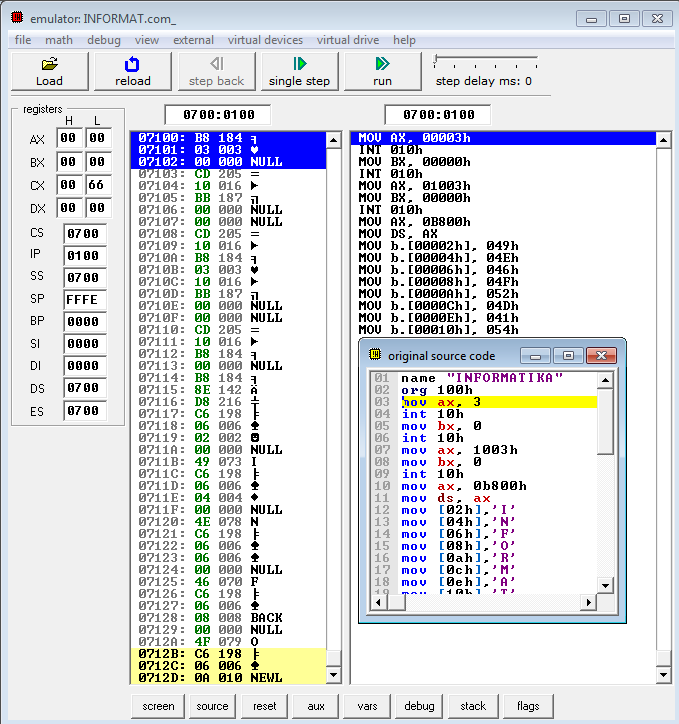 emulator: INFORMAT.com_
file math debug view external virtual devices virtual drive help
Load reload step back single step run step delay ms: 0
registers 0700:0100 0700:0100
H L
AX 00 00
BX 00 00
CX 00 66
DX 00 00
CS 0700
IP 0100
SS 0700
SP FFFE
BP 0000
SI 0000
DI 0000
DS 0700
ES 0700
07100: B8 184 ╕
07101: 03 003 ♥
07102: 00 000 NULL
07103: CD 205 =
07104: 10 016 ►
07105: BB 187 ╗
07106: 00 000 NULL
07107: 00 000 NULL
07108: CD 205 =
07109: 10 016 ►
0710A: B8 184 ╕
0710B: 03 003 ♥
0710C: 10 016 ►
0710D: BB 187 ╗
0710E: 00 000 NULL
0710F: 00 000 NULL
07110: CD 205 =
07111: 10 016 ►
07112: B8 184 ╕
07113: 00 000 NULL
07114: B8 184 ╕
07115: 8E 142 Ä
07116: D8 216 ╪
07117: C6 198 ╞
07118: 06 006 ♠
07119: 02 002 ☻
0711A: 00 000 NULL
0711B: 49 073 I
0711C: C6 198 ╞
0711D: 06 006 ♠
0711E: 04 004 ♦
0711F: 00 000 NULL
07120: 4E 078 N
07121: C6 198 ╞
07122: 06 006 ♠
07123: 06 006 ♠
07124: 00 000 NULL
07125: 46 070 F
07126: C6 198 ╞
07127: 06 006 ♠
07128: 08 008 BACK
07129: 00 000 NULL
0712A: 4F 079 O
0712B: C6 198 ╞
0712C: 06 006 ♠
0712D: 0A 010 NEWL
MOV AX, 00003h
INT 010h
MOV BX, 00000h
INT 010h
MOV AX, 01003h
MOV BX, 00000h
INT 010h
MOV AX, 0B800h
MOV DS, AX
MOV b.[00002h], 049h
MOV b.[00004h], 04Eh
MOV b.[00006h], 046h
MOV b.[00008h], 04Fh
MOV b.[0000Ah], 052h
MOV b.[0000Ch], 04Dh
MOV b.[0000Eh], 041h
MOV b.[00010h], 054h
original source code
01 name "INFORMATIKA"
02 org 100h
03 mov ax, 3
04 int 10h
05 mov bx, 0
06 int 10h
07 mov ax, 1003h
08 mov bx, 0
09 int 10h
10 mov ax, 0b800h
11 mov ds, ax
12 mov [02h],'I'
13 mov [04h],'N'
14 mov [06h],'F'
15 mov [08h],'O'
16 mov [0ah],'R'
17 mov [0ch],'M'
18 mov [0eh],'A'
19 mov [10h],'T'
screen source reset aux vars debug stack flags